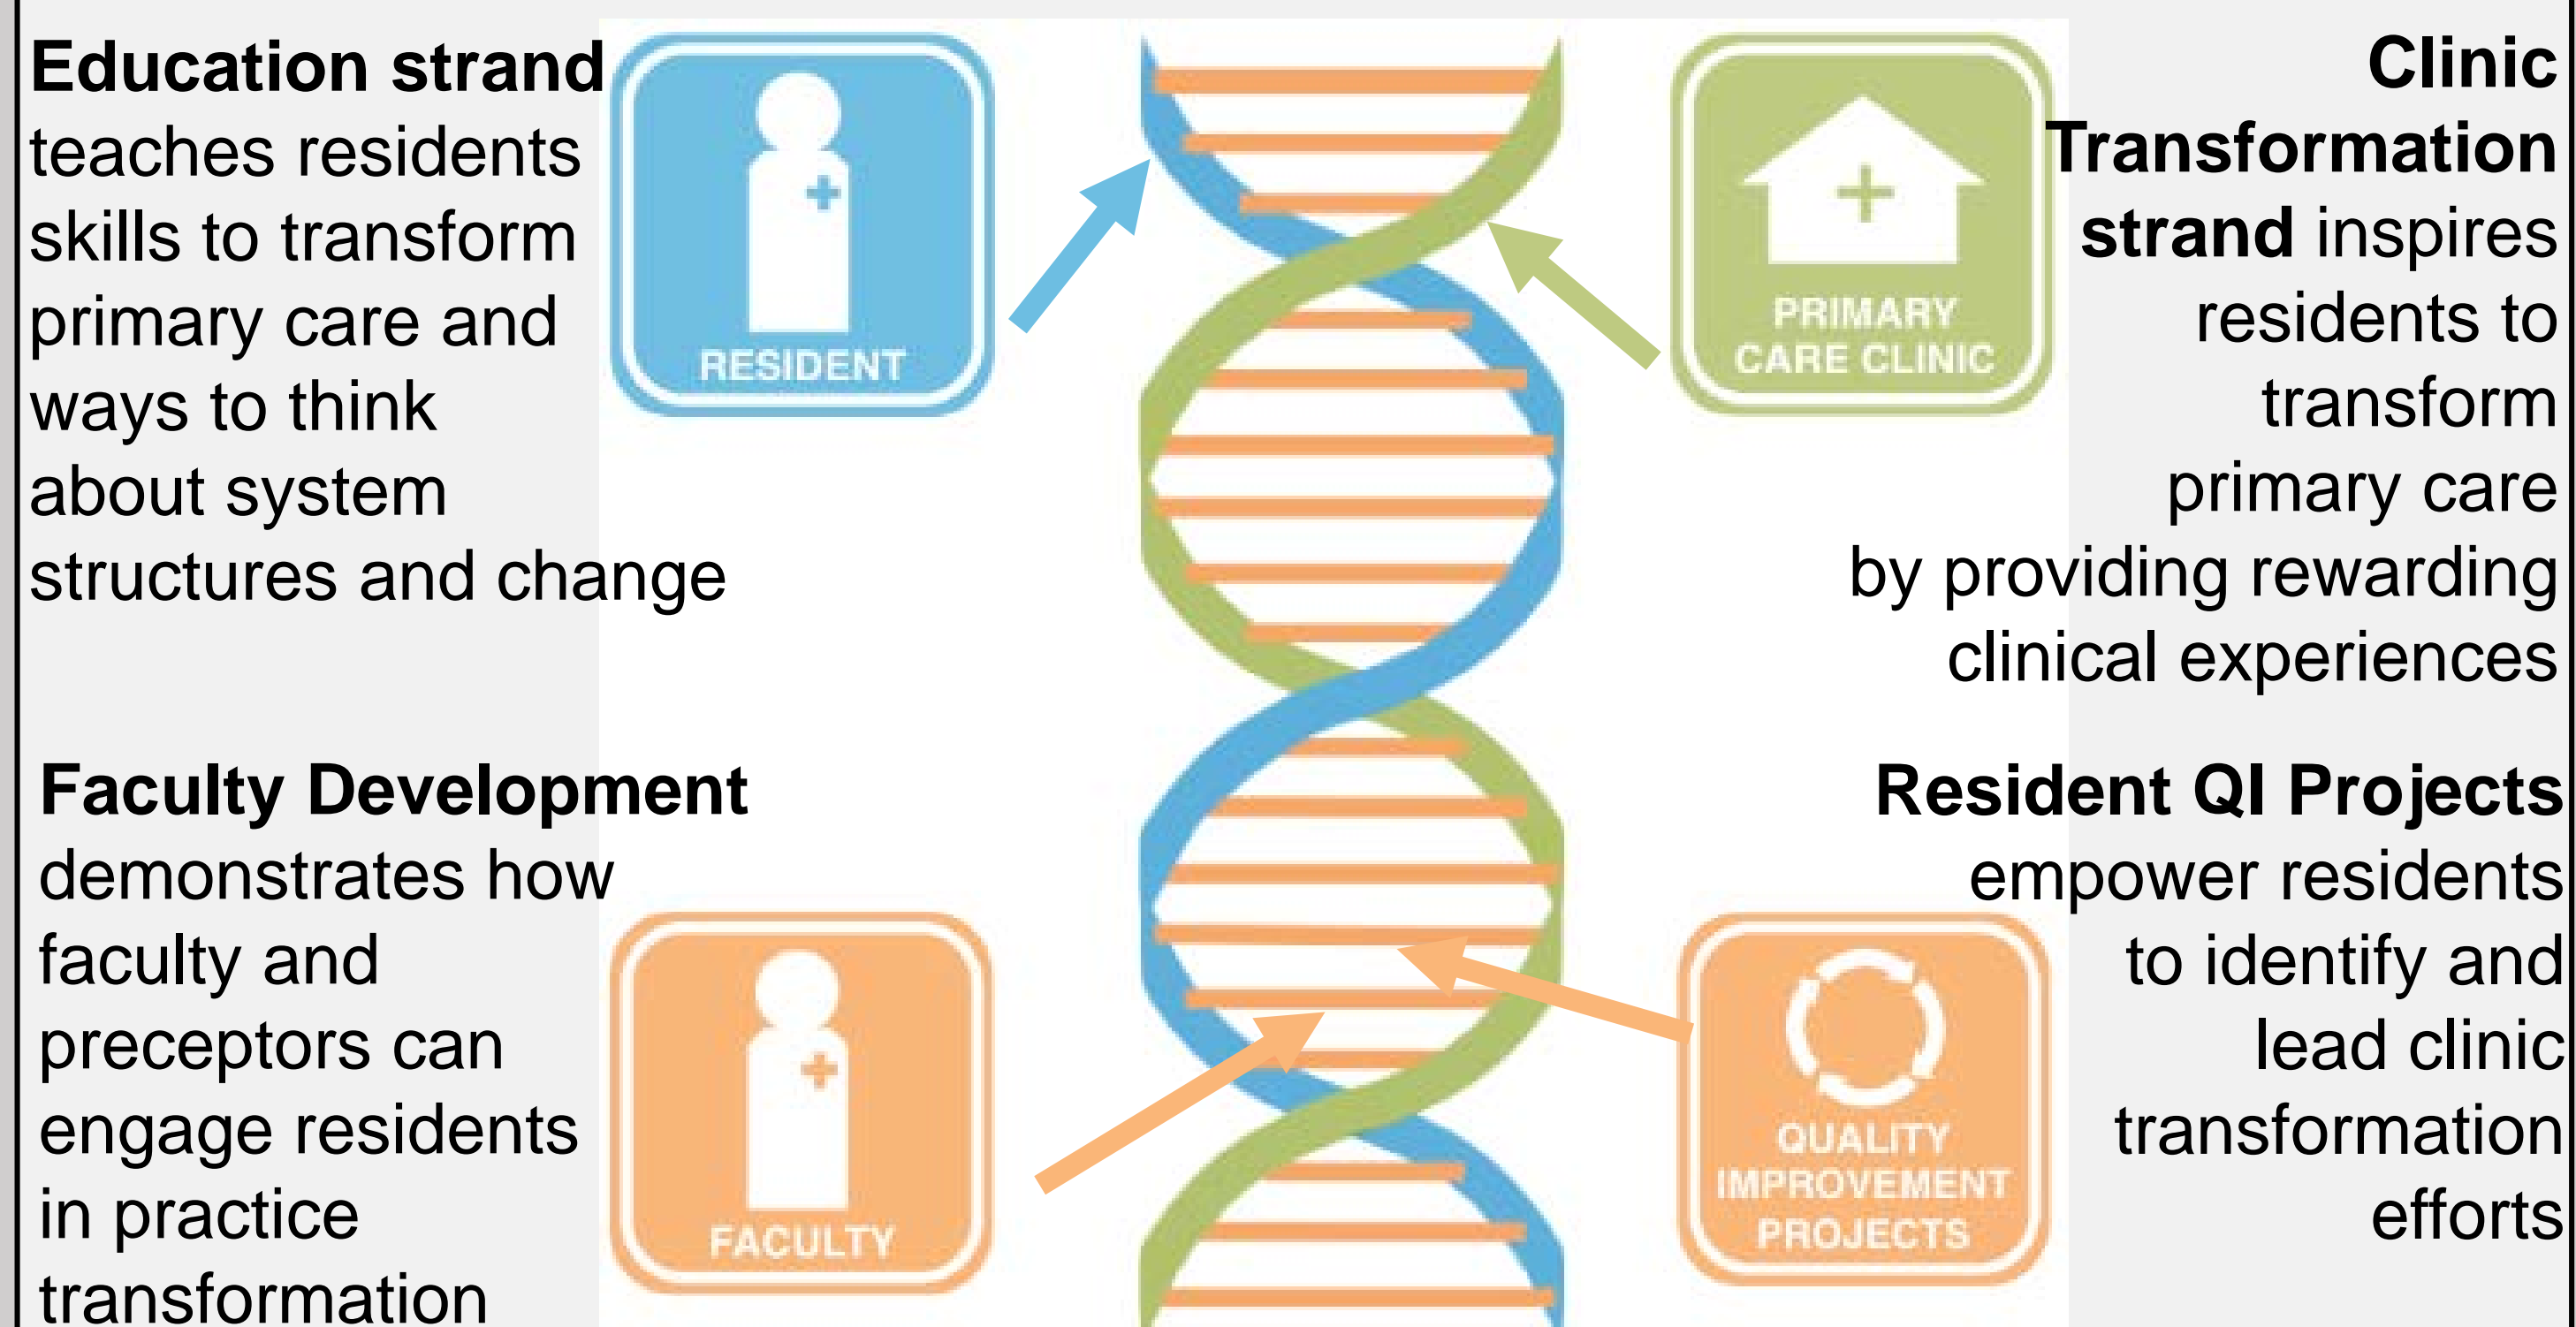 Education strand
teaches residents
skills to transform
primary care and
ways to think
about system
structures and change
RESIDENT
PRIMARY
CARE CLINIC
Clinic
Transformation
strand inspires
residents to
transform
primary care
by providing rewarding
clinical experiences
Faculty Development
demonstrates how
faculty and
preceptors can
engage residents
in practice
transformation
FACULTY
Resident QI Projects
empower residents
to identify and
lead clinic
transformation
efforts
QUALITY
IMPROVEMENT
PROJECTS